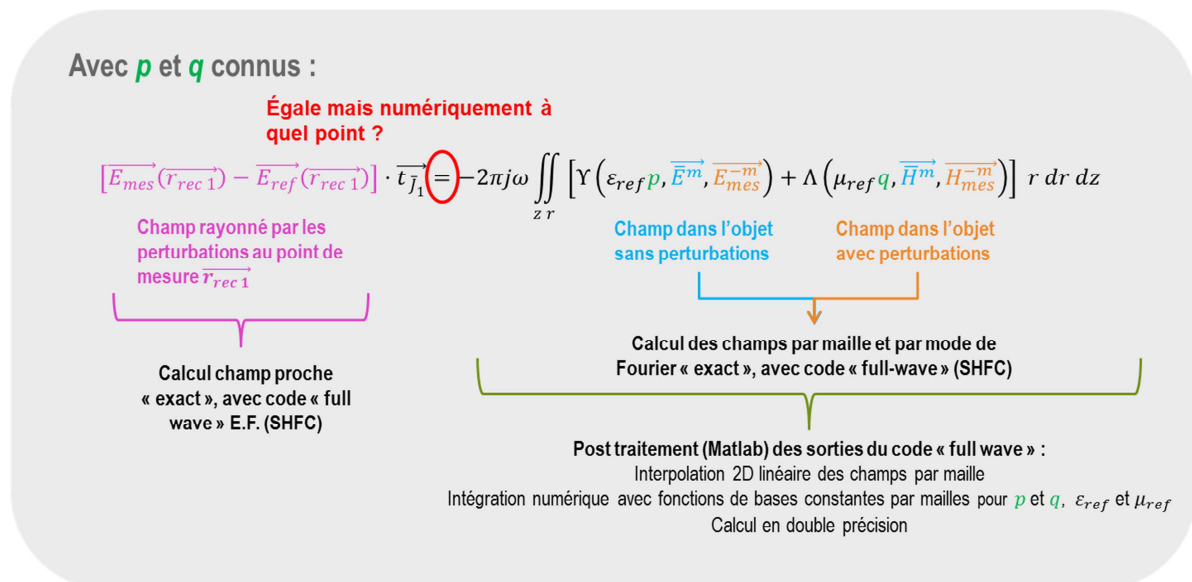 Avec p et q connus :
Égale mais numériquement à
quel point ?
[E_mes(r_rec 1) − E_ref(r_rec 1)] · t_j̄₁ = −2πjω ∬_{z r} [Υ(ε_ref p, Ē^m, E_mes^{−m}) + Λ(μ_ref q, H̄^m, H_mes^{−m})] r dr dz
Champ rayonné par les
perturbations au point de
mesure r_rec 1
Champ dans l’objet
sans perturbations
Champ dans l’objet
avec perturbations
Calcul champ proche
« exact », avec code « full
wave » E.F. (SHFC)
Calcul des champs par maille et par mode de
Fourier « exact », avec code « full-wave » (SHFC)
Post traitement (Matlab) des sorties du code « full wave » :
Interpolation 2D linéaire des champs par maille
Intégration numérique avec fonctions de bases constantes par mailles pour p et q, ε_ref et μ_ref
Calcul en double précision